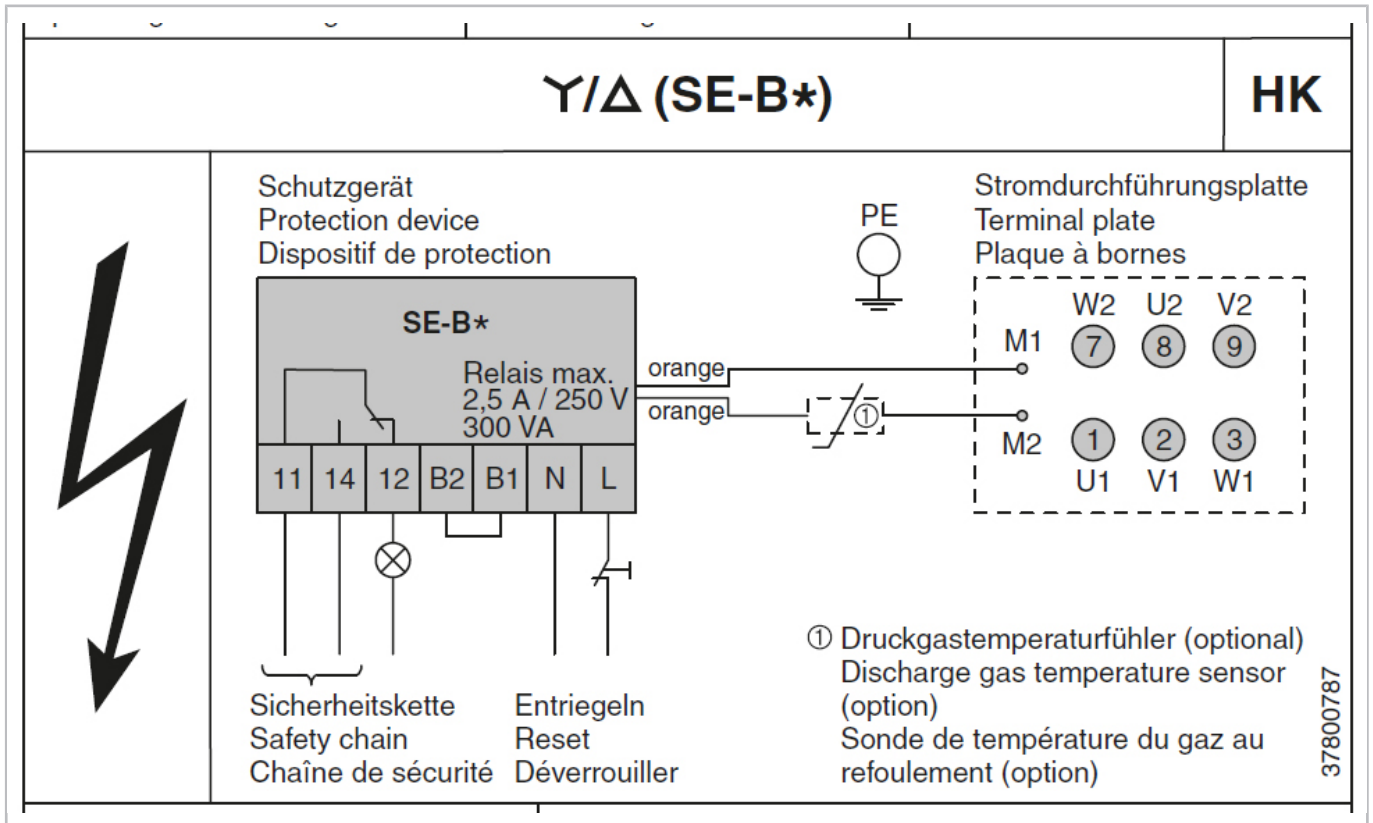 Y/Δ (SE-B*)
HK
Schutzgerät
Protection device
Dispositif de protection
SE-B*
Relais max.
2,5 A / 250 V
300 VA
11 14 12 B2 B1 N L
orange
orange
PE
①
Stromdurchführungsplatte
Terminal plate
Plaque à bornes
W2 U2 V2
M1 7 8 9
M2 1 2 3
U1 V1 W1
Sicherheitskette
Safety chain
Chaîne de sécurité
Entriegeln
Reset
Déverrouiller
① Druckgastemperaturfühler (optional)
Discharge gas temperature sensor
(option)
Sonde de température du gaz au
refoulement (option)
37800787